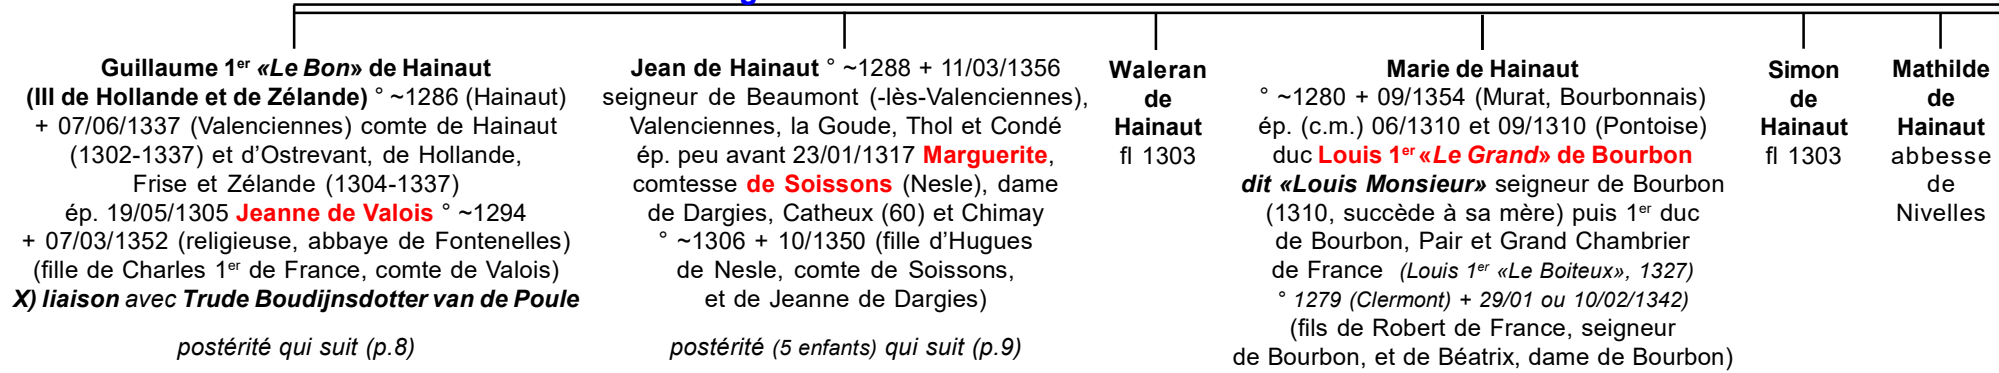 Guillaume 1er «Le Bon» de Hainaut
(III de Hollande et de Zélande) ° ~1286 (Hainaut)
+ 07/06/1337 (Valenciennes) comte de Hainaut
(1302-1337) et d’Ostrevant, de Hollande,
Frise et Zélande (1304-1337)
ép. 19/05/1305 Jeanne de Valois ° ~1294
+ 07/03/1352 (religieuse, abbaye de Fontenelles)
(fille de Charles 1er de France, comte de Valois)
X) liaison avec Trude Boudijnsdotter van de Poule
postérité qui suit (p.8)
Jean de Hainaut ° ~1288 + 11/03/1356
seigneur de Beaumont (-lès-Valenciennes),
Valenciennes, la Goude, Thol et Condé
ép. peu avant 23/01/1317 Marguerite,
comtesse de Soissons (Nesle), dame
de Dargies, Catheux (60) et Chimay
° ~1306 + 10/1350 (fille d’Hugues
de Nesle, comte de Soissons,
et de Jeanne de Dargies)
postérité (5 enfants) qui suit (p.9)
Waleran
de
Hainaut
fl 1303
Marie de Hainaut
° ~1280 + 09/1354 (Murat, Bourbonnais)
ép. (c.m.) 06/1310 et 09/1310 (Pontoise)
duc Louis 1er «Le Grand» de Bourbon
dit «Louis Monsieur» seigneur de Bourbon
(1310, succède à sa mère) puis 1er duc
de Bourbon, Pair et Grand Chambrier
de France (Louis 1er «Le Boiteux», 1327)
° 1279 (Clermont) + 29/01 ou 10/02/1342)
(fils de Robert de France, seigneur
de Bourbon, et de Béatrix, dame de Bourbon)
Simon
de
Hainaut
fl 1303
Mathilde
de
Hainaut
abbesse
de
Nivelles